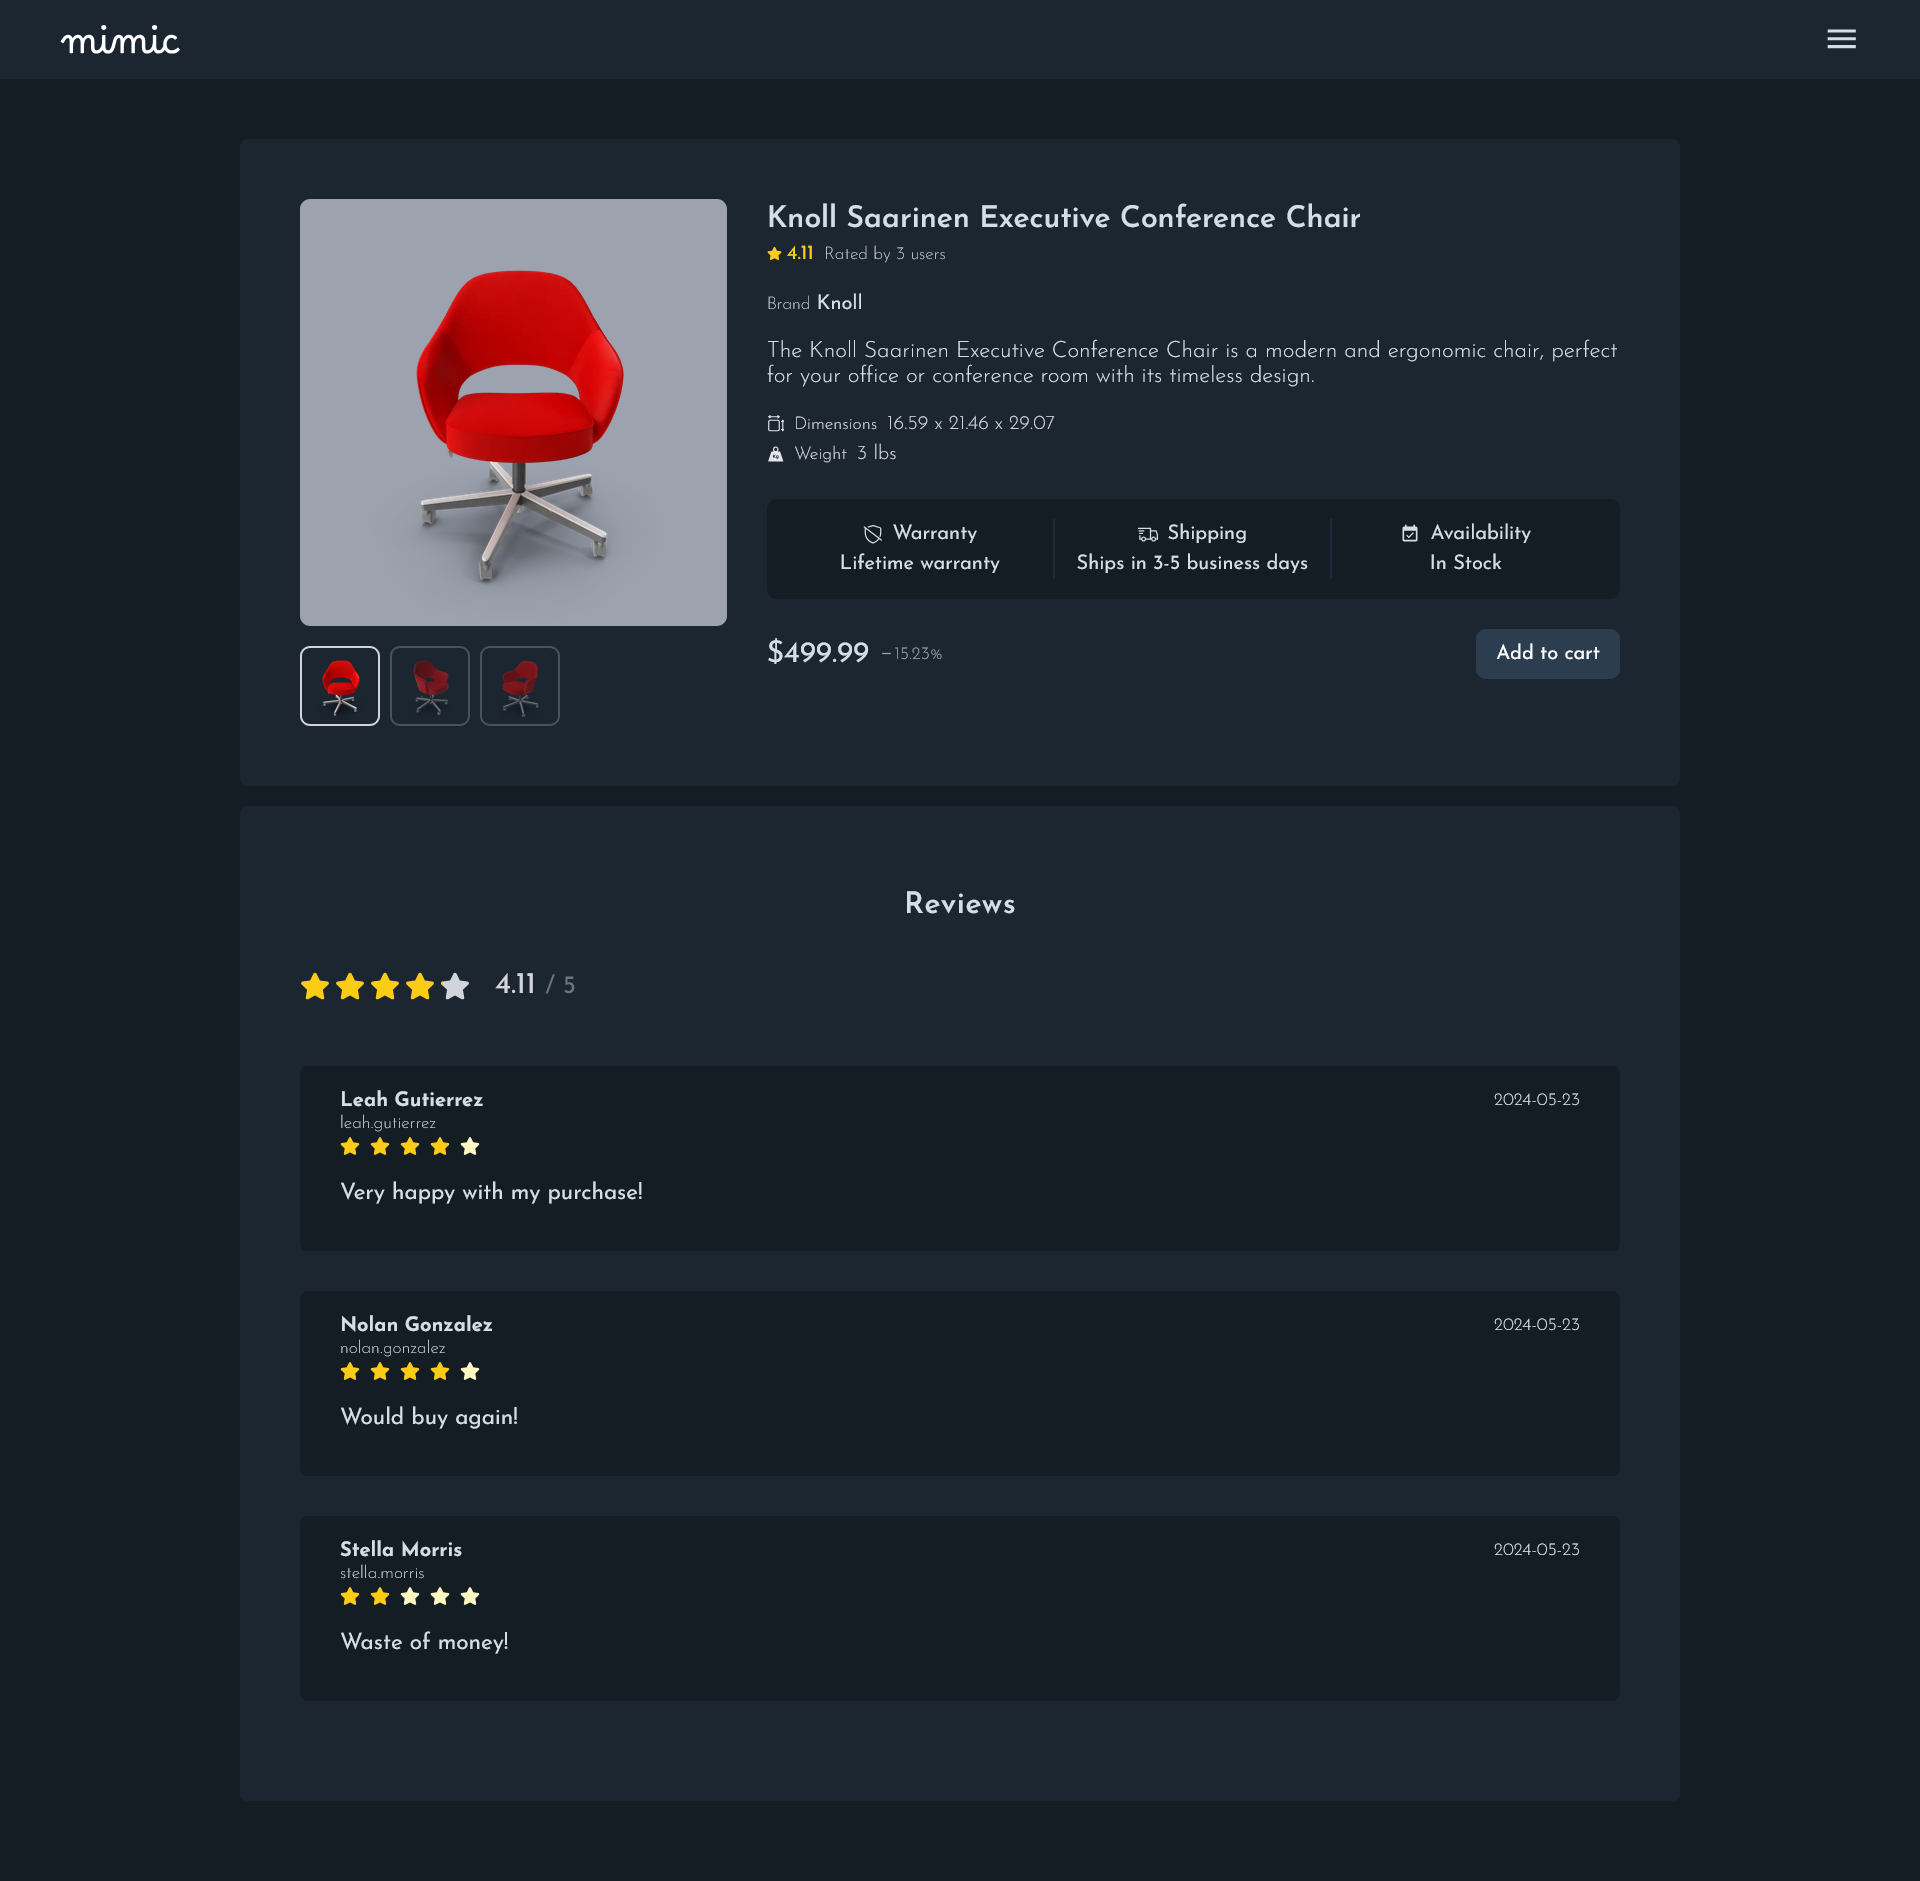 mimic
Knoll Saarinen Executive Conference Chair
4.11 Rated by 3 users
Brand Knoll
The Knoll Saarinen Executive Conference Chair is a modern and ergonomic chair, perfect
for your office or conference room with its timeless design.
Dimensions 16.59 x 21.46 x 29.07
Weight 3 lbs
Warranty
Lifetime warranty
Shipping
Ships in 3-5 business days
Availability
In Stock
$499.99 −15.23%
Add to cart
Reviews
4.11 / 5
Leah Gutierrez
2024-05-23
leah.gutierrez
Very happy with my purchase!
Nolan Gonzalez
2024-05-23
nolan.gonzalez
Would buy again!
Stella Morris
2024-05-23
stella.morris
Waste of money!